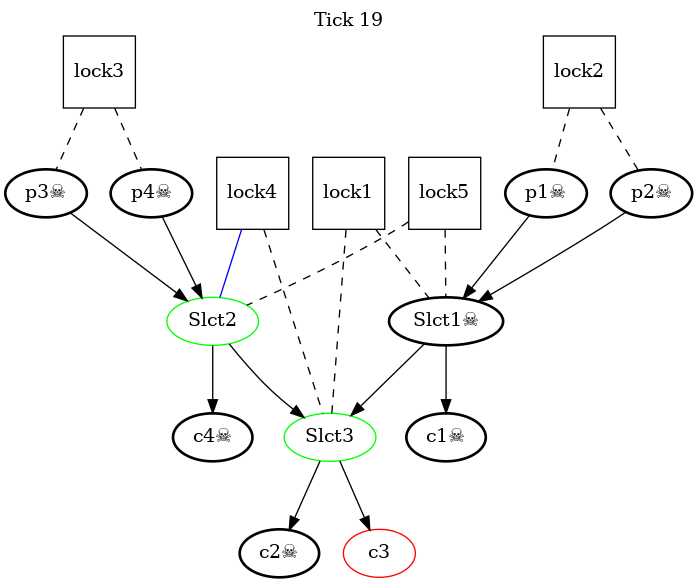 Tick 19
lock3
lock2
p3☠
p4☠
lock4
lock1
lock5
p1☠
p2☠
Slct2
Slct1☠
c4☠
Slct3
c1☠
c2☠
c3